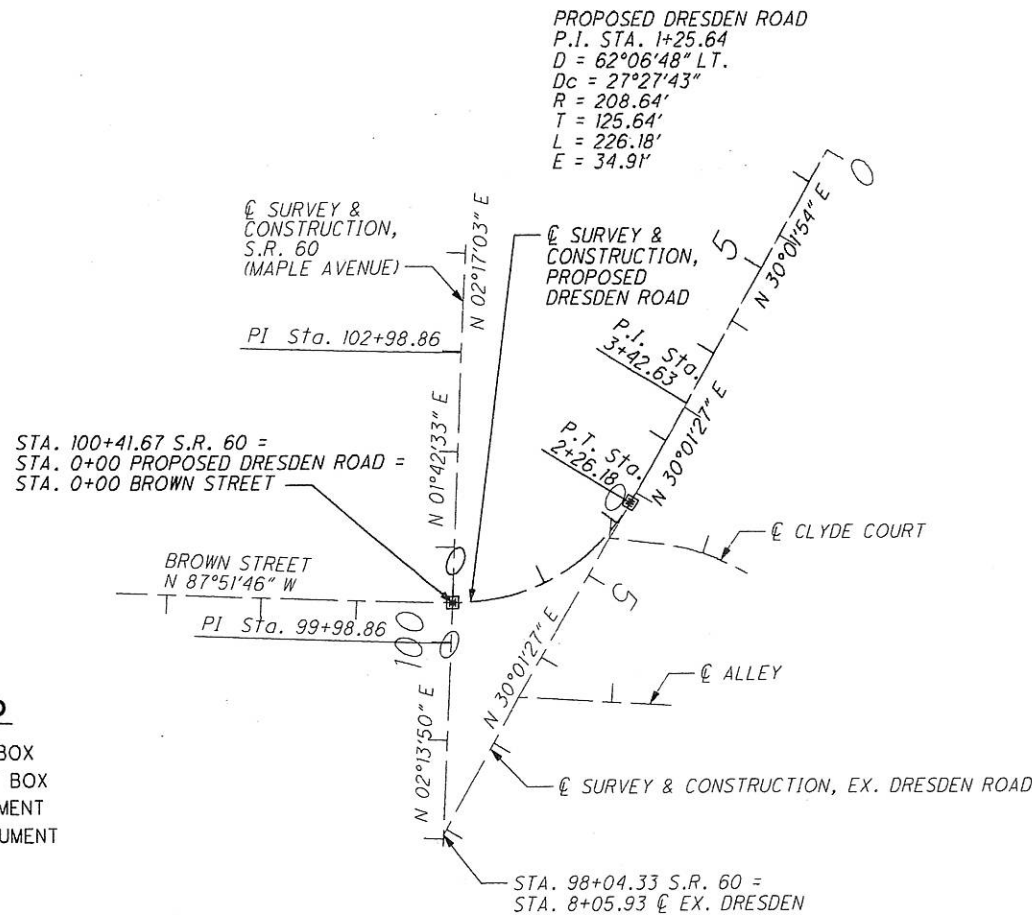 PROPOSED DRESDEN ROAD
P.I. STA. 1+25.64
D = 62°06'48" LT.
Dc = 27°27'43"
R = 208.64'
T = 125.64'
L = 226.18'
E = 34.91'
℄ SURVEY &
CONSTRUCTION,
S.R. 60
(MAPLE AVENUE)
N 02°17'03" E
℄ SURVEY &
CONSTRUCTION,
PROPOSED
DRESDEN ROAD
0
5
N 30°01'54" E
PI Sta. 102+98.86
P.I. Sta.
3+42.63
STA. 100+41.67 S.R. 60 =
STA. 0+00 PROPOSED DRESDEN ROAD =
STA. 0+00 BROWN STREET
N 01°42'33" E
P.T. Sta.
2+26.18
0
N 30°01'27" E
℄ CLYDE COURT
BROWN STREET
N 87°51'46" W
0
5
PI Sta. 99+98.86
100
0
N 30°01'27" E
℄ ALLEY
N 02°13'50" E
BOX
BOX
MENT
UMENT
℄ SURVEY & CONSTRUCTION, EX. DRESDEN ROAD
STA. 98+04.33 S.R. 60 =
STA. 8+05.93 ℄ EX. DRESDEN